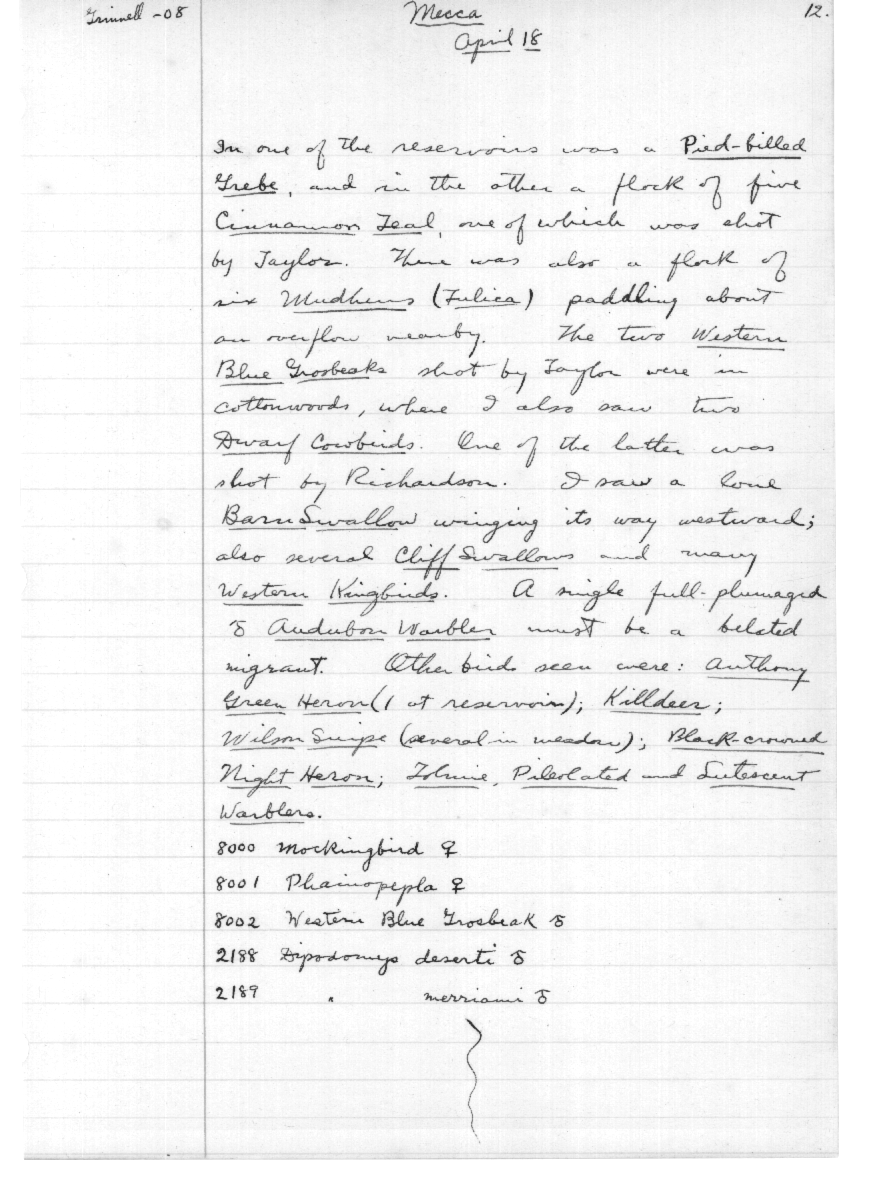 Grinnell -08
Mecca
12.
April 18
In one of the reservoirs was a Pied-billed
Grebe, and in the other a flock of five
Cinnamon Teal, one of which was shot
by Taylor. There was also a flock of
six Mudhens (Fulica) paddling about
an overflow nearby. The two Western
Blue Grosbeaks shot by Taylor were in
cottonwoods, where I also saw two
Dwarf Cowbirds. One of the latter was
shot by Richardson. I saw a lone
Barn Swallow winging its way westward;
also several Cliff Swallows and many
Western Kingbirds. A single full-plumaged
♂ Audubon Warbler must be a belated
migrant. Other birds seen were: Anthony
Green Heron (1 at reservoir); Killdeer;
Wilson Snipe (several in meadow); Black-crowned
Night Heron; Tolmie, Pileolated and Lutescent
Warblers.
8000 Mockingbird ♀
8001 Phainopepla ♀
8002 Western Blue Grosbeak ♂
2188 Dipodomys deserti ♂
2189 " merriami ♂